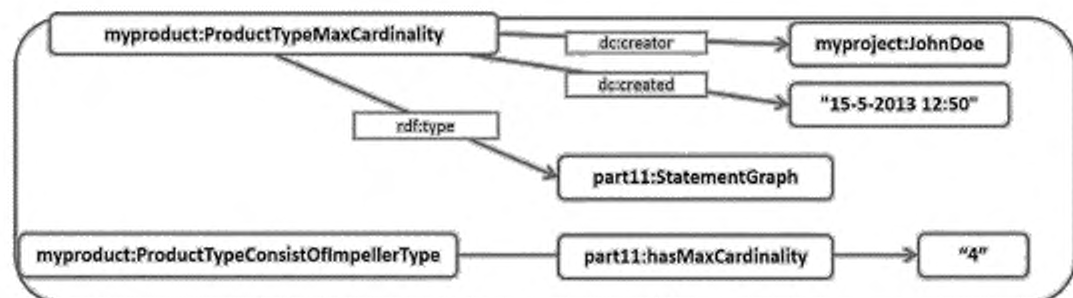 myproduct:ProductTypeMaxCardinality
dc:creator
myproject:JohnDoe
dc:created
"15-5-2013 12:50"
rdf:type
part11:StatementGraph
myproduct:ProductTypeConsistOfImpellerType
part11:hasMaxCardinality
“4”